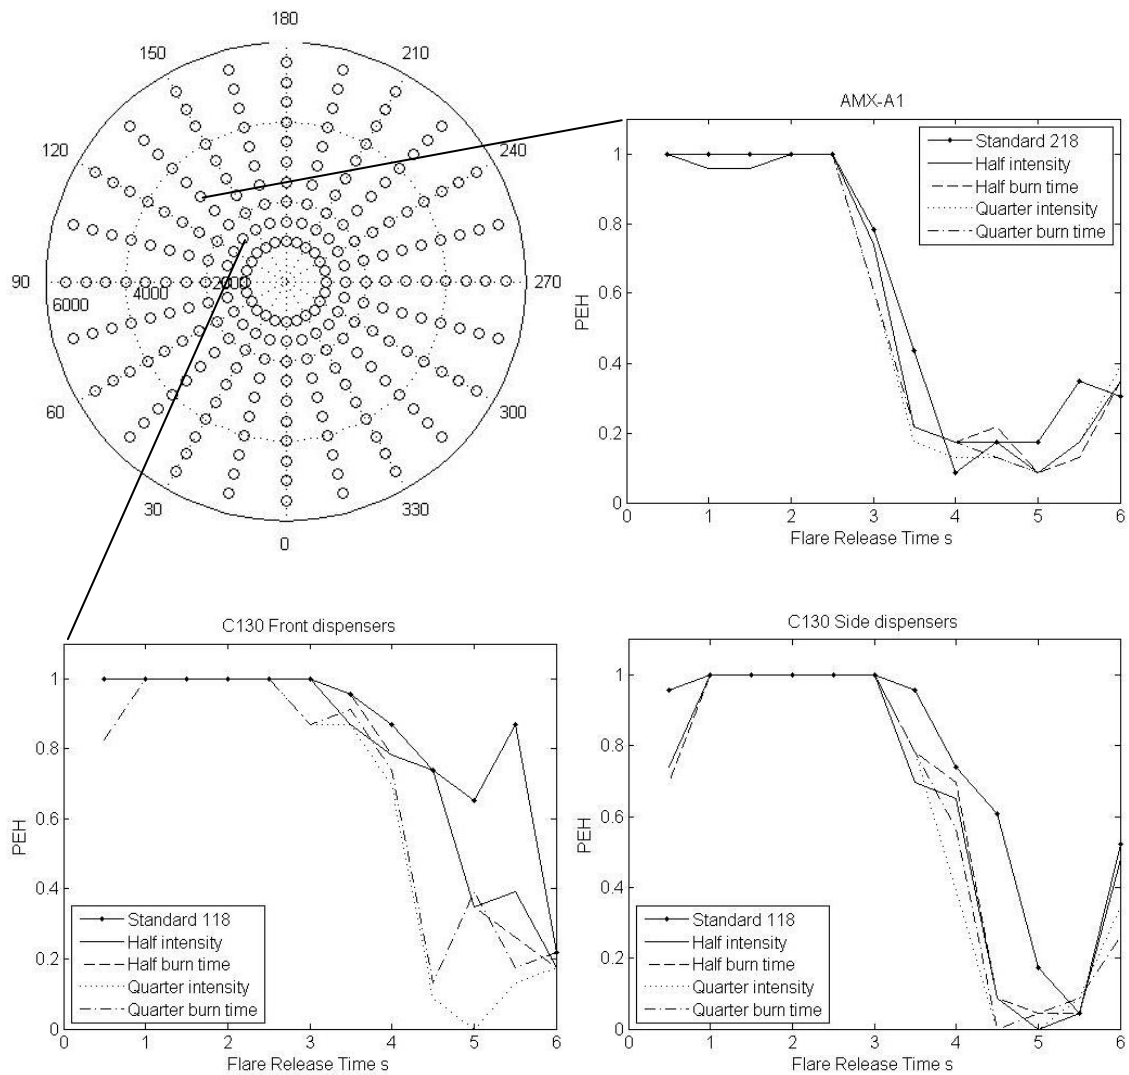 180
150
210
120
240
90
6000
4000
2000
270
60
300
30
330
0
AMX-A1
PEH
1
0.8
0.6
0.4
0.2
0
Standard 218
Half intensity
Half burn time
Quarter intensity
Quarter burn time
0 1 2 3 4 5 6
Flare Release Time s
C130 Front dispensers
PEH
1
0.8
0.6
0.4
0.2
0
Standard 118
Half intensity
Half burn time
Quarter intensity
Quarter burn time
0 1 2 3 4 5 6
Flare Release Time s
C130 Side dispensers
PEH
1
0.8
0.6
0.4
0.2
0
Standard 118
Half intensity
Half burn time
Quarter intensity
Quarter burn time
0 1 2 3 4 5 6
Flare Release Time s